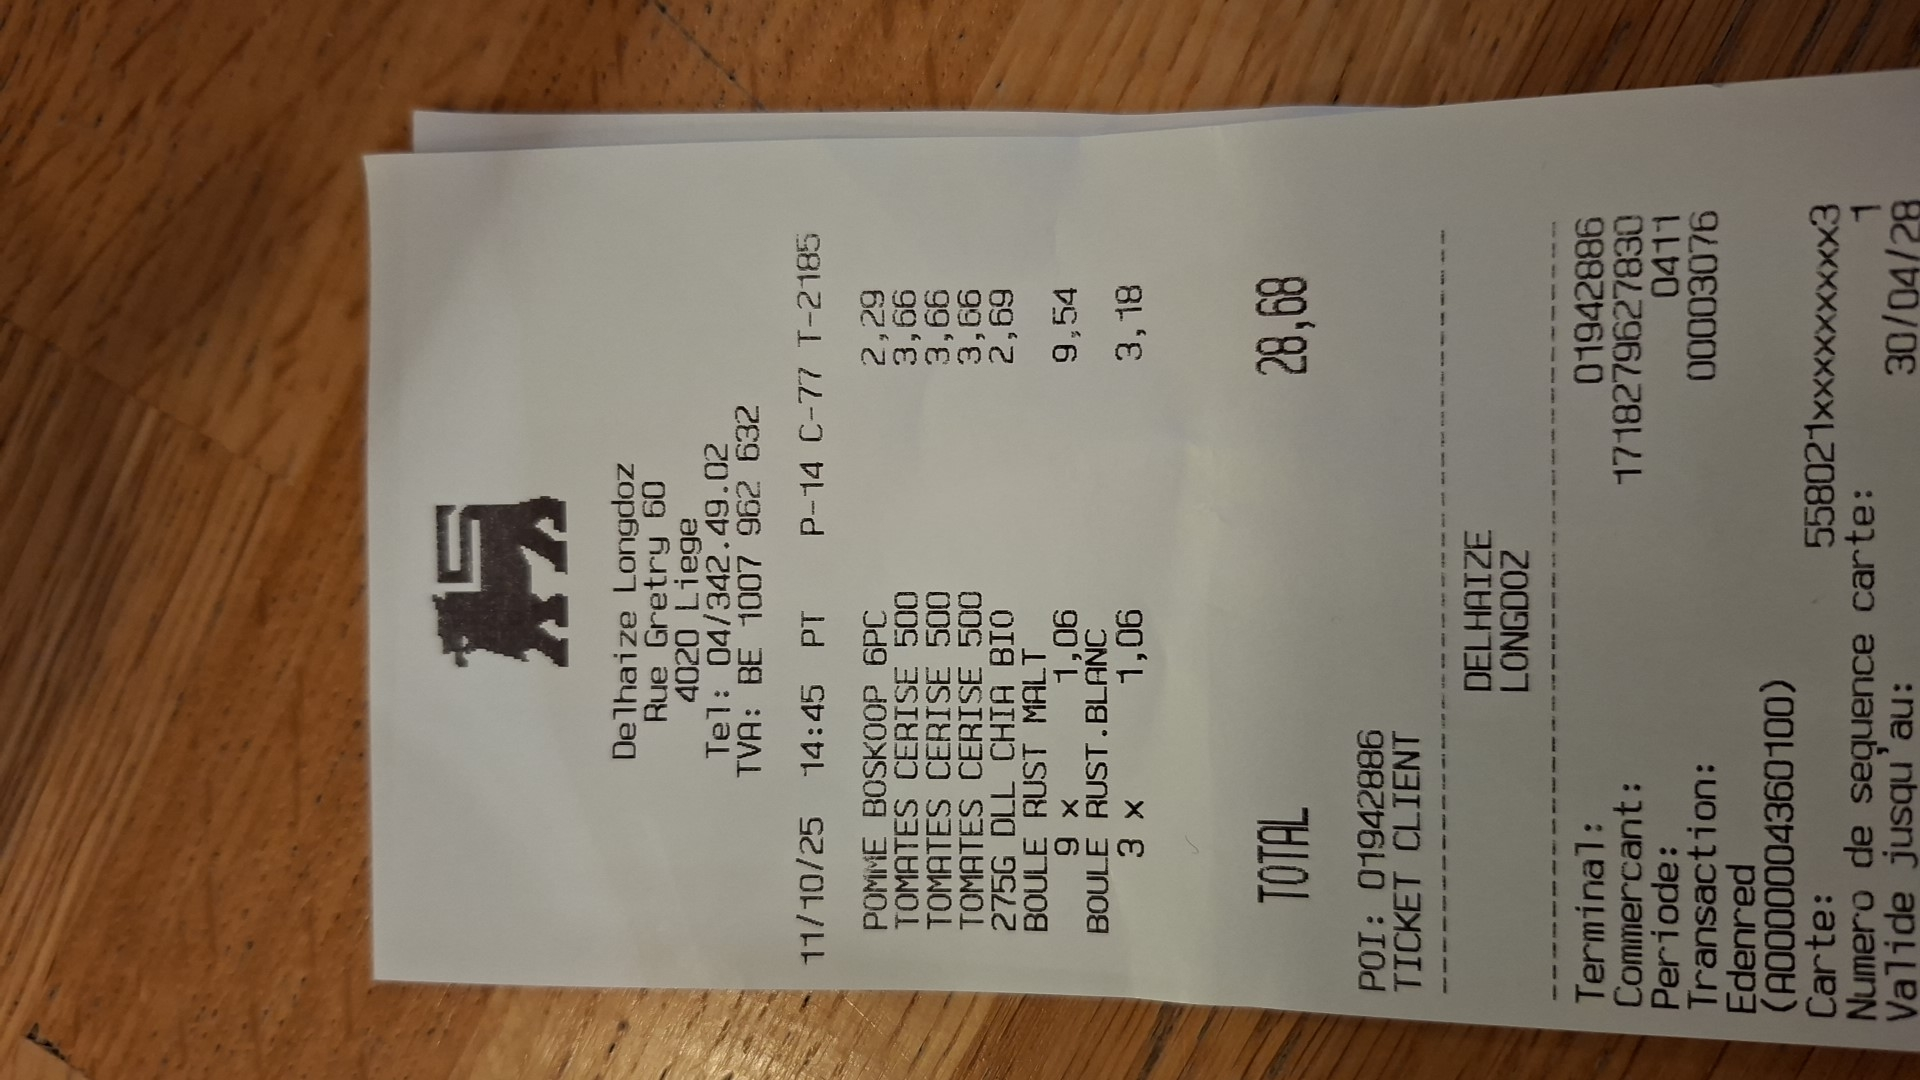 Delhaize Longdoz
Rue Gretry 60
4020 Liege
Tel: 04/342.49.02
TVA: BE 1007 962 632
11/10/25 14:45 PT P-14 C-77 T-2185
POMME BOSKOOP 6PC 2,29
TOMATES CERISE 500 3,66
TOMATES CERISE 500 3,66
TOMATES CERISE 500 3,66
275G DLL CHIA BIO 2,69
BOULE RUST MALT
9 x 1,06 9,54
BOULE RUST.BLANC
3 x 1,06 3,18
TOTAL 28,68
POI: 01942886
TICKET CLIENT
DELHAIZE
LONGDOZ
Terminal: 01942886
Commercant: 1718279627830
Periode: 0411
Transaction: 00003076
Edenred
(A00000004360100)
Carte: 558021xxxxxxxxx3
Numero de sequence carte: 1
Valide jusqu'au: 30/04/28